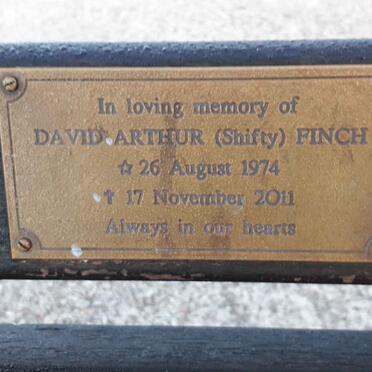 In loving memory of
DAVID ARTHUR (Shifty) FINCH
☆ 26 August 1974
✝ 17 November 2011
Always in our hearts